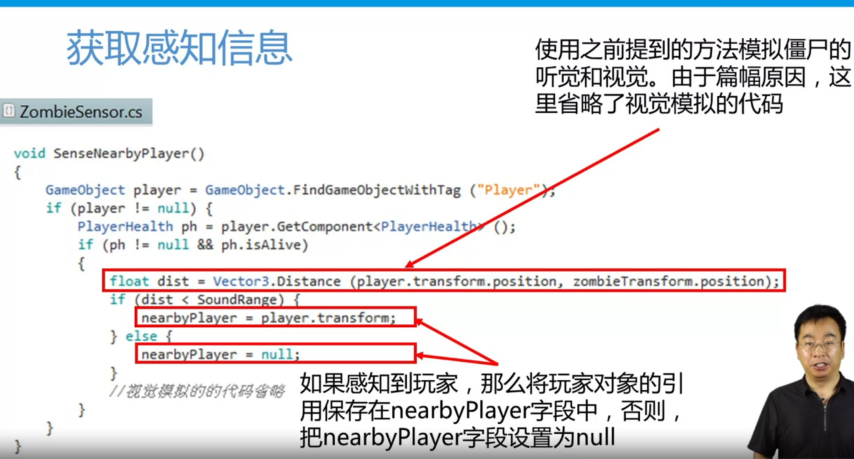 获取感知信息
使用之前提到的方法模拟僵尸的
听觉和视觉。由于篇幅原因，这
里省略了视觉模拟的代码
ZombieSensor.cs
void SenseNearbyPlayer()
{
GameObject player = GameObject.FindGameObjectWithTag ("Player");
if (player != null) {
PlayerHealth ph = player.GetComponent<PlayerHealth> ();
if (ph != null && ph.isAlive)
{
float dist = Vector3.Distance (player.transform.position, zombieTransform.position);
if (dist < SoundRange) {
nearbyPlayer = player.transform;
} else {
nearbyPlayer = null;
}
//视觉模拟的的代码省略
}
}
}
如果感知到玩家，那么将玩家对象的引
用保存在nearbyPlayer字段中，否则，
把nearbyPlayer字段设置为null